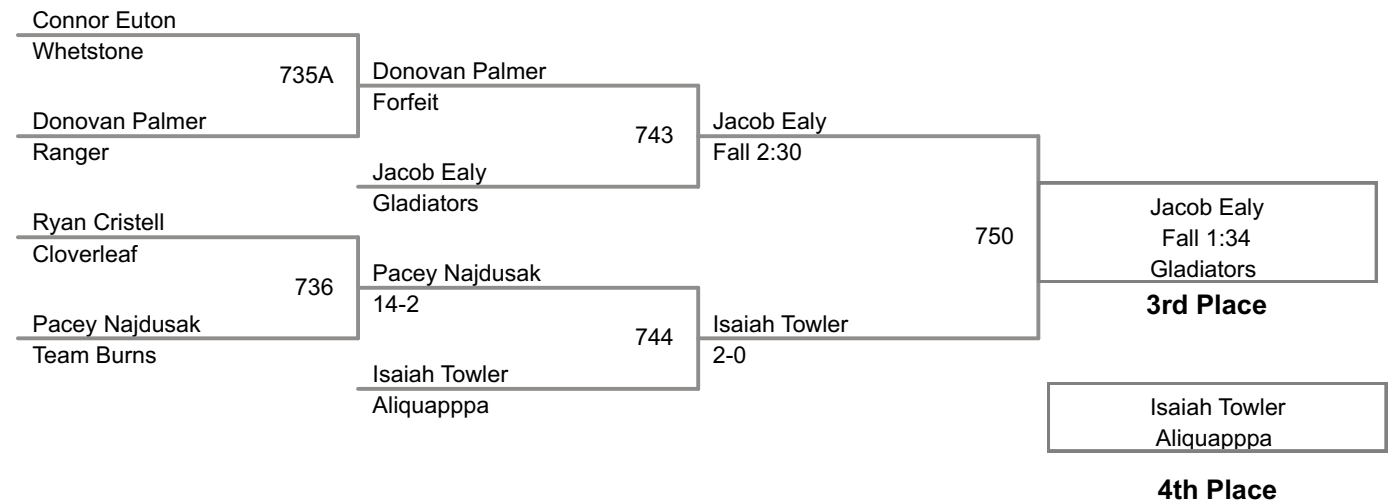 Connor Euton
Whetstone
735A
Donovan Palmer
Ranger
Donovan Palmer
Forfeit
743
Jacob Ealy
Gladiators
Ryan Cristell
Cloverleaf
736
Pacey Najdusak
Team Burns
Pacey Najdusak
14-2
744
Isaiah Towler
Aliquapppa
Jacob Ealy
Fall 2:30
750
Isaiah Towler
2-0
Jacob Ealy
Fall 1:34
Gladiators
3rd Place
Isaiah Towler
Aliquapppa
4th Place